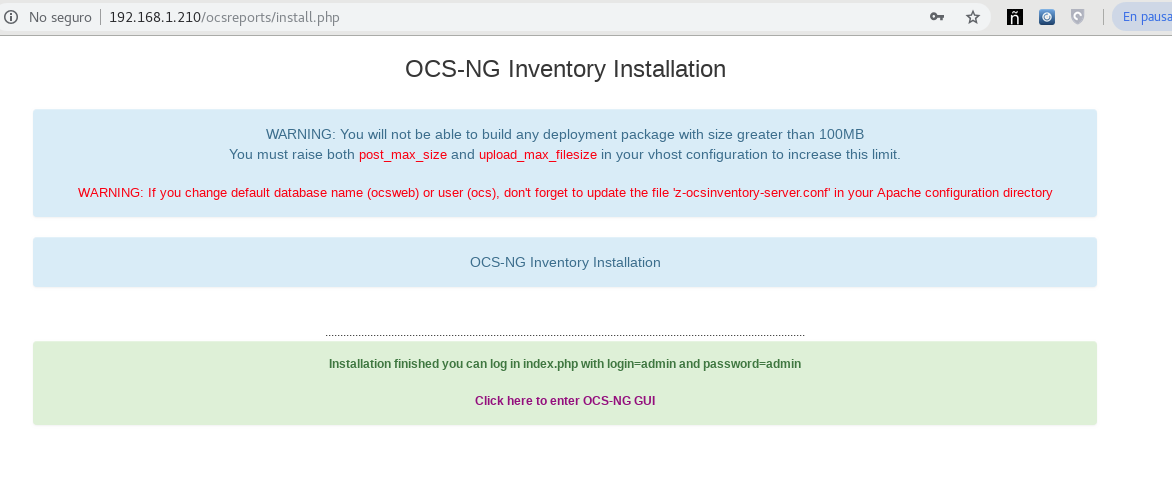 No seguro | 192.168.1.210/ocsreports/install.php
ñ
En pausa
OCS-NG Inventory Installation
WARNING: You will not be able to build any deployment package with size greater than 100MB
You must raise both post_max_size and upload_max_filesize in your vhost configuration to increase this limit.
WARNING: If you change default database name (ocsweb) or user (ocs), don't forget to update the file 'z-ocsinventory-server.conf' in your Apache configuration directory
OCS-NG Inventory Installation
................................................................................................................................................................
Installation finished you can log in index.php with login=admin and password=admin
Click here to enter OCS-NG GUI